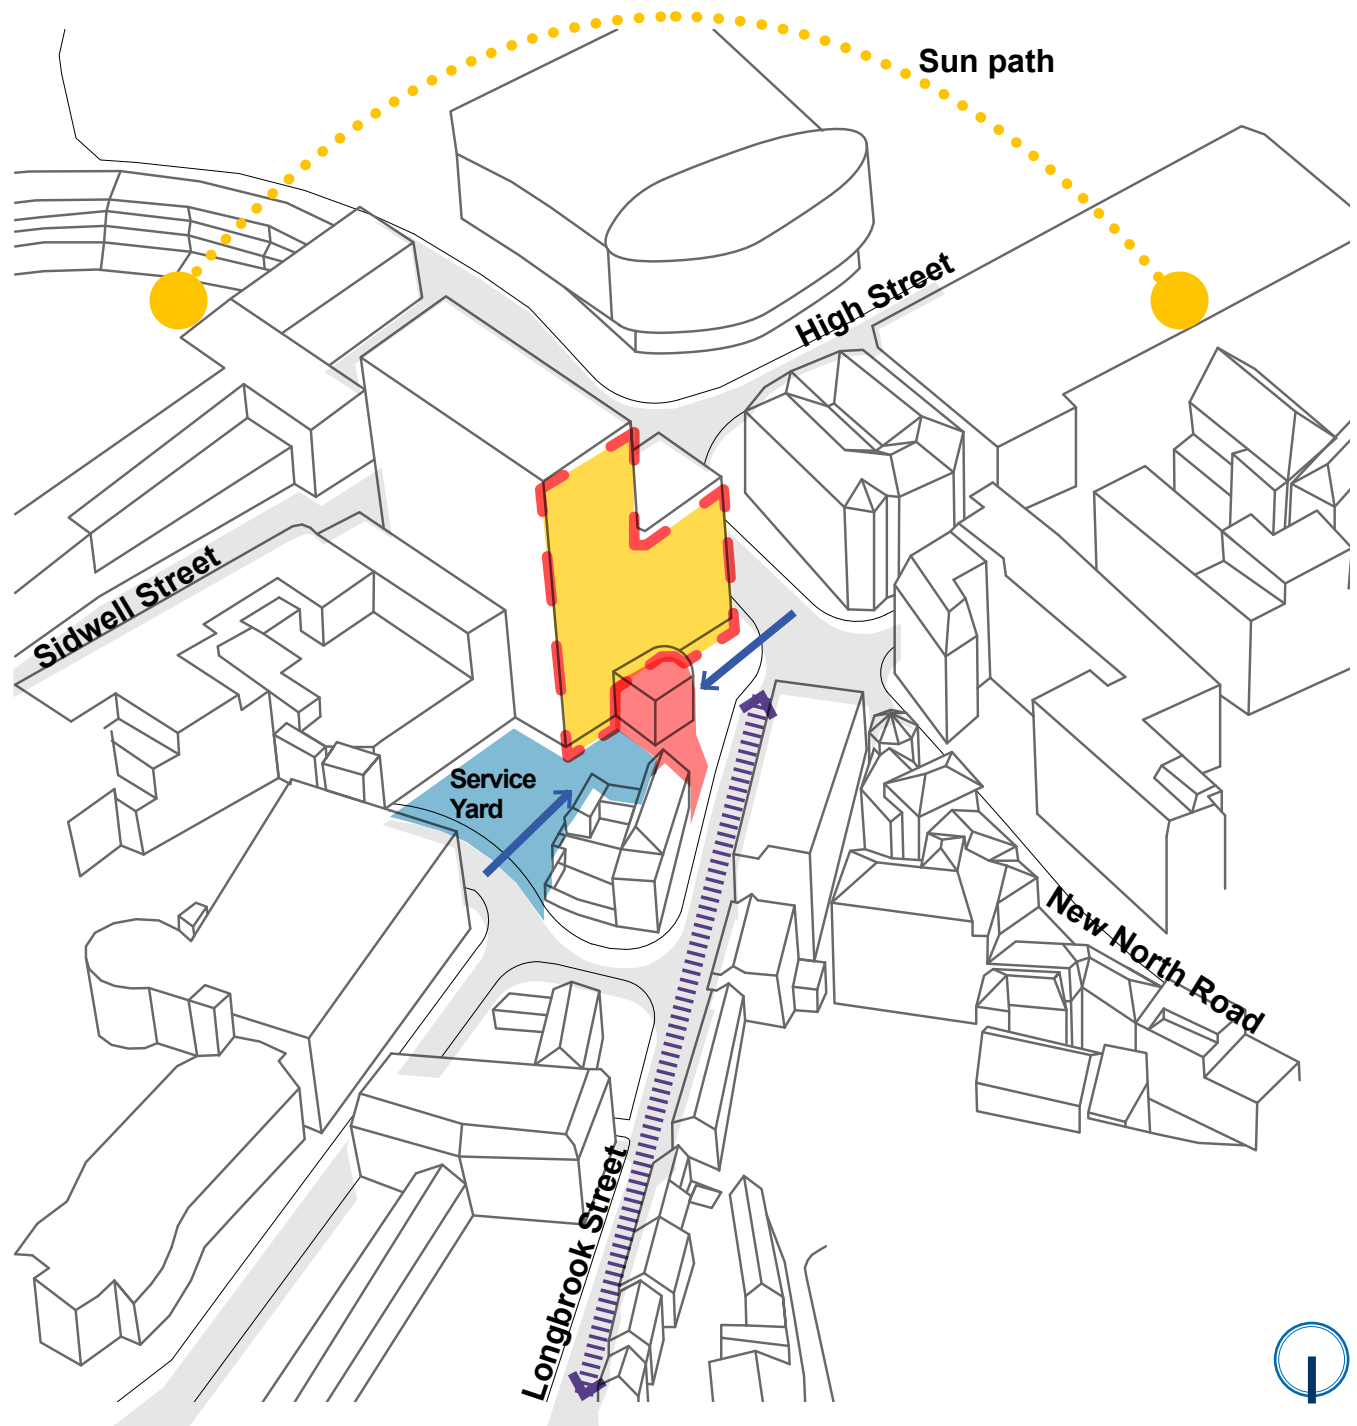 Sun path
High Street
Sidwell Street
Service
Yard
New North Road
Longbrook Street